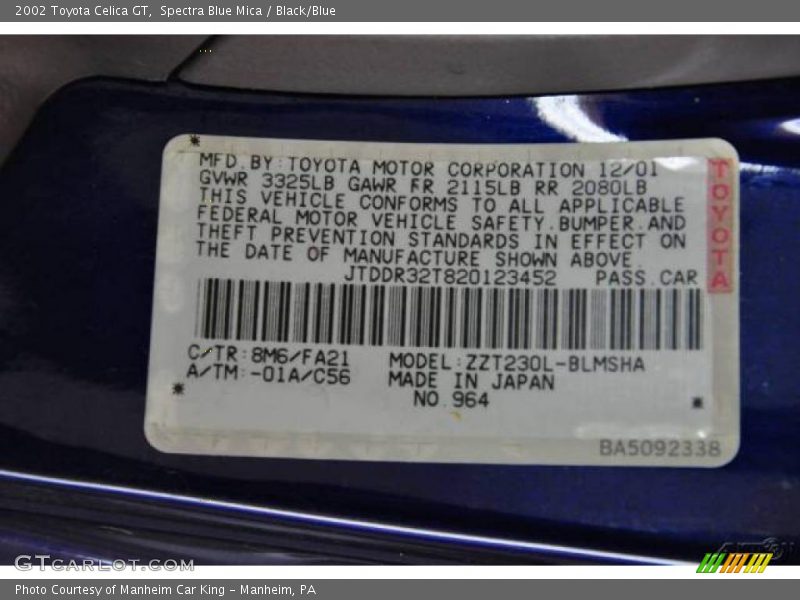 2002 Toyota Celica GT, Spectra Blue Mica / Black/Blue
MFD. BY: TOYOTA MOTOR CORPORATION 12/01
GVWR 3325LB GAWR FR 2115LB RR 2080LB
THIS VEHICLE CONFORMS TO ALL APPLICABLE
FEDERAL MOTOR VEHICLE SAFETY.BUMPER.AND
THEFT PREVENTION STANDARDS IN EFFECT ON
THE DATE OF MANUFACTURE SHOWN ABOVE.
JTDDR32T820123452 PASS.CAR
TOYOTA
C/TR:8M6/FA21 MODEL:ZZT230L-BLMSHA
A/TM:-01A/C56 MADE IN JAPAN
NO.964
BA5092338
GTCARLOT.COM
Photo Courtesy of Manheim Car King - Manheim, PA